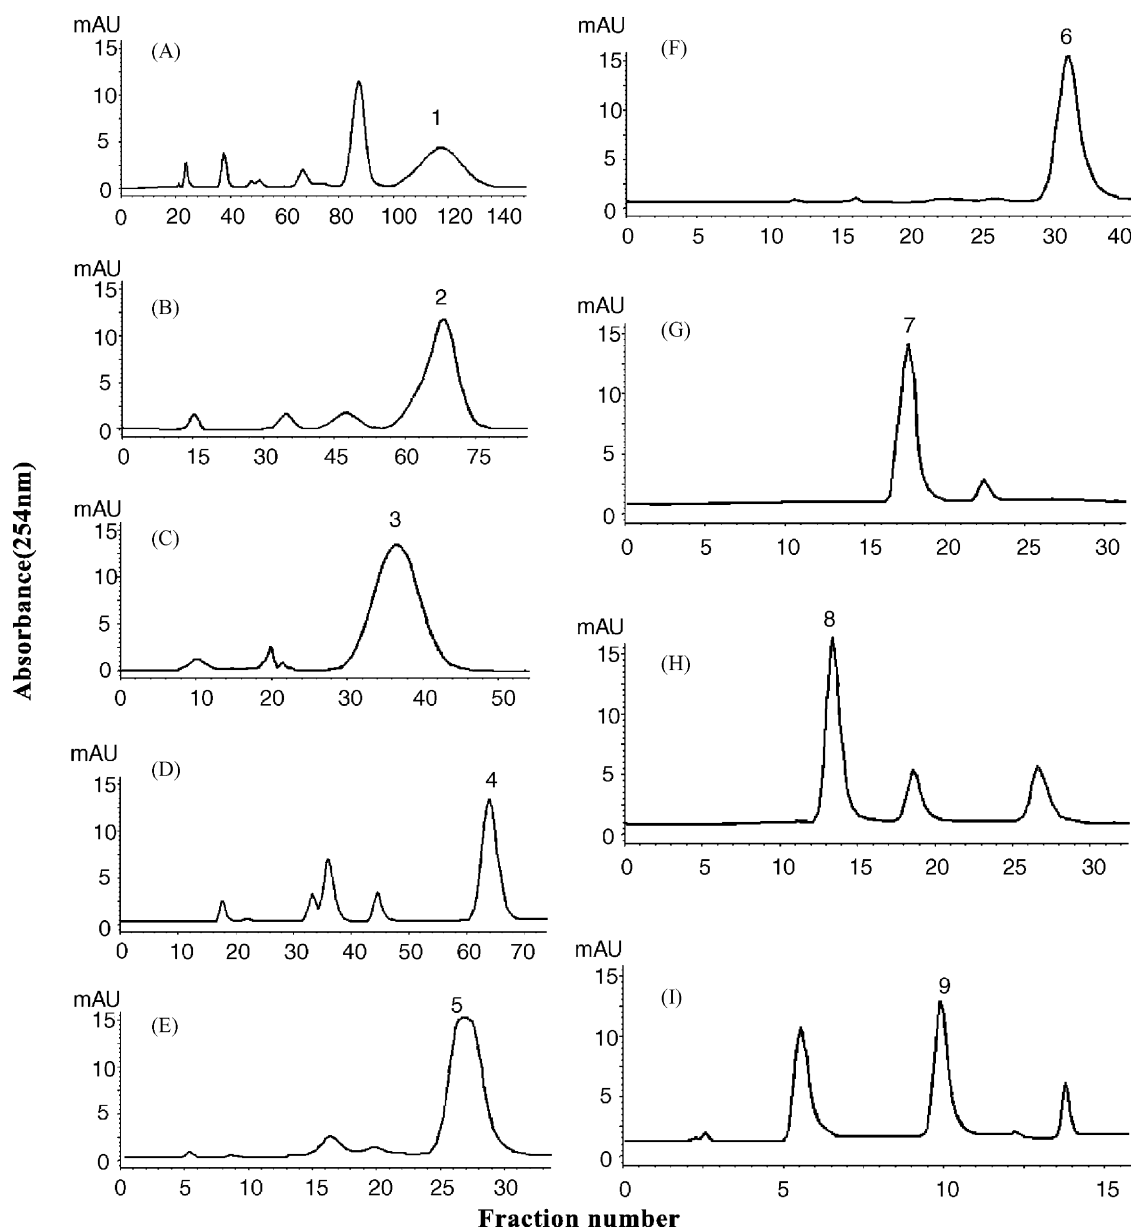 Absorbance(254nm)
mAU
(A)
15
10
5
0
1
0 20 40 60 80 100 120 140
mAU
(B)
15
10
5
0
2
0 15 30 45 60 75
mAU
(C)
15
10
5
0
3
0 10 20 30 40 50
mAU
(D)
15
10
5
0
4
0 10 20 30 40 50 60 70
mAU
(E)
15
10
5
0
5
0 5 10 15 20 25 30
mAU
(F)
15
10
5
0
6
0 5 10 15 20 25 30 40
mAU
(G)
15
10
5
0
7
0 5 10 15 20 25 30
mAU
(H)
15
10
5
0
8
0 5 10 15 20 25 30
mAU
(I)
15
10
5
0
9
0 5 10 15
Fraction number